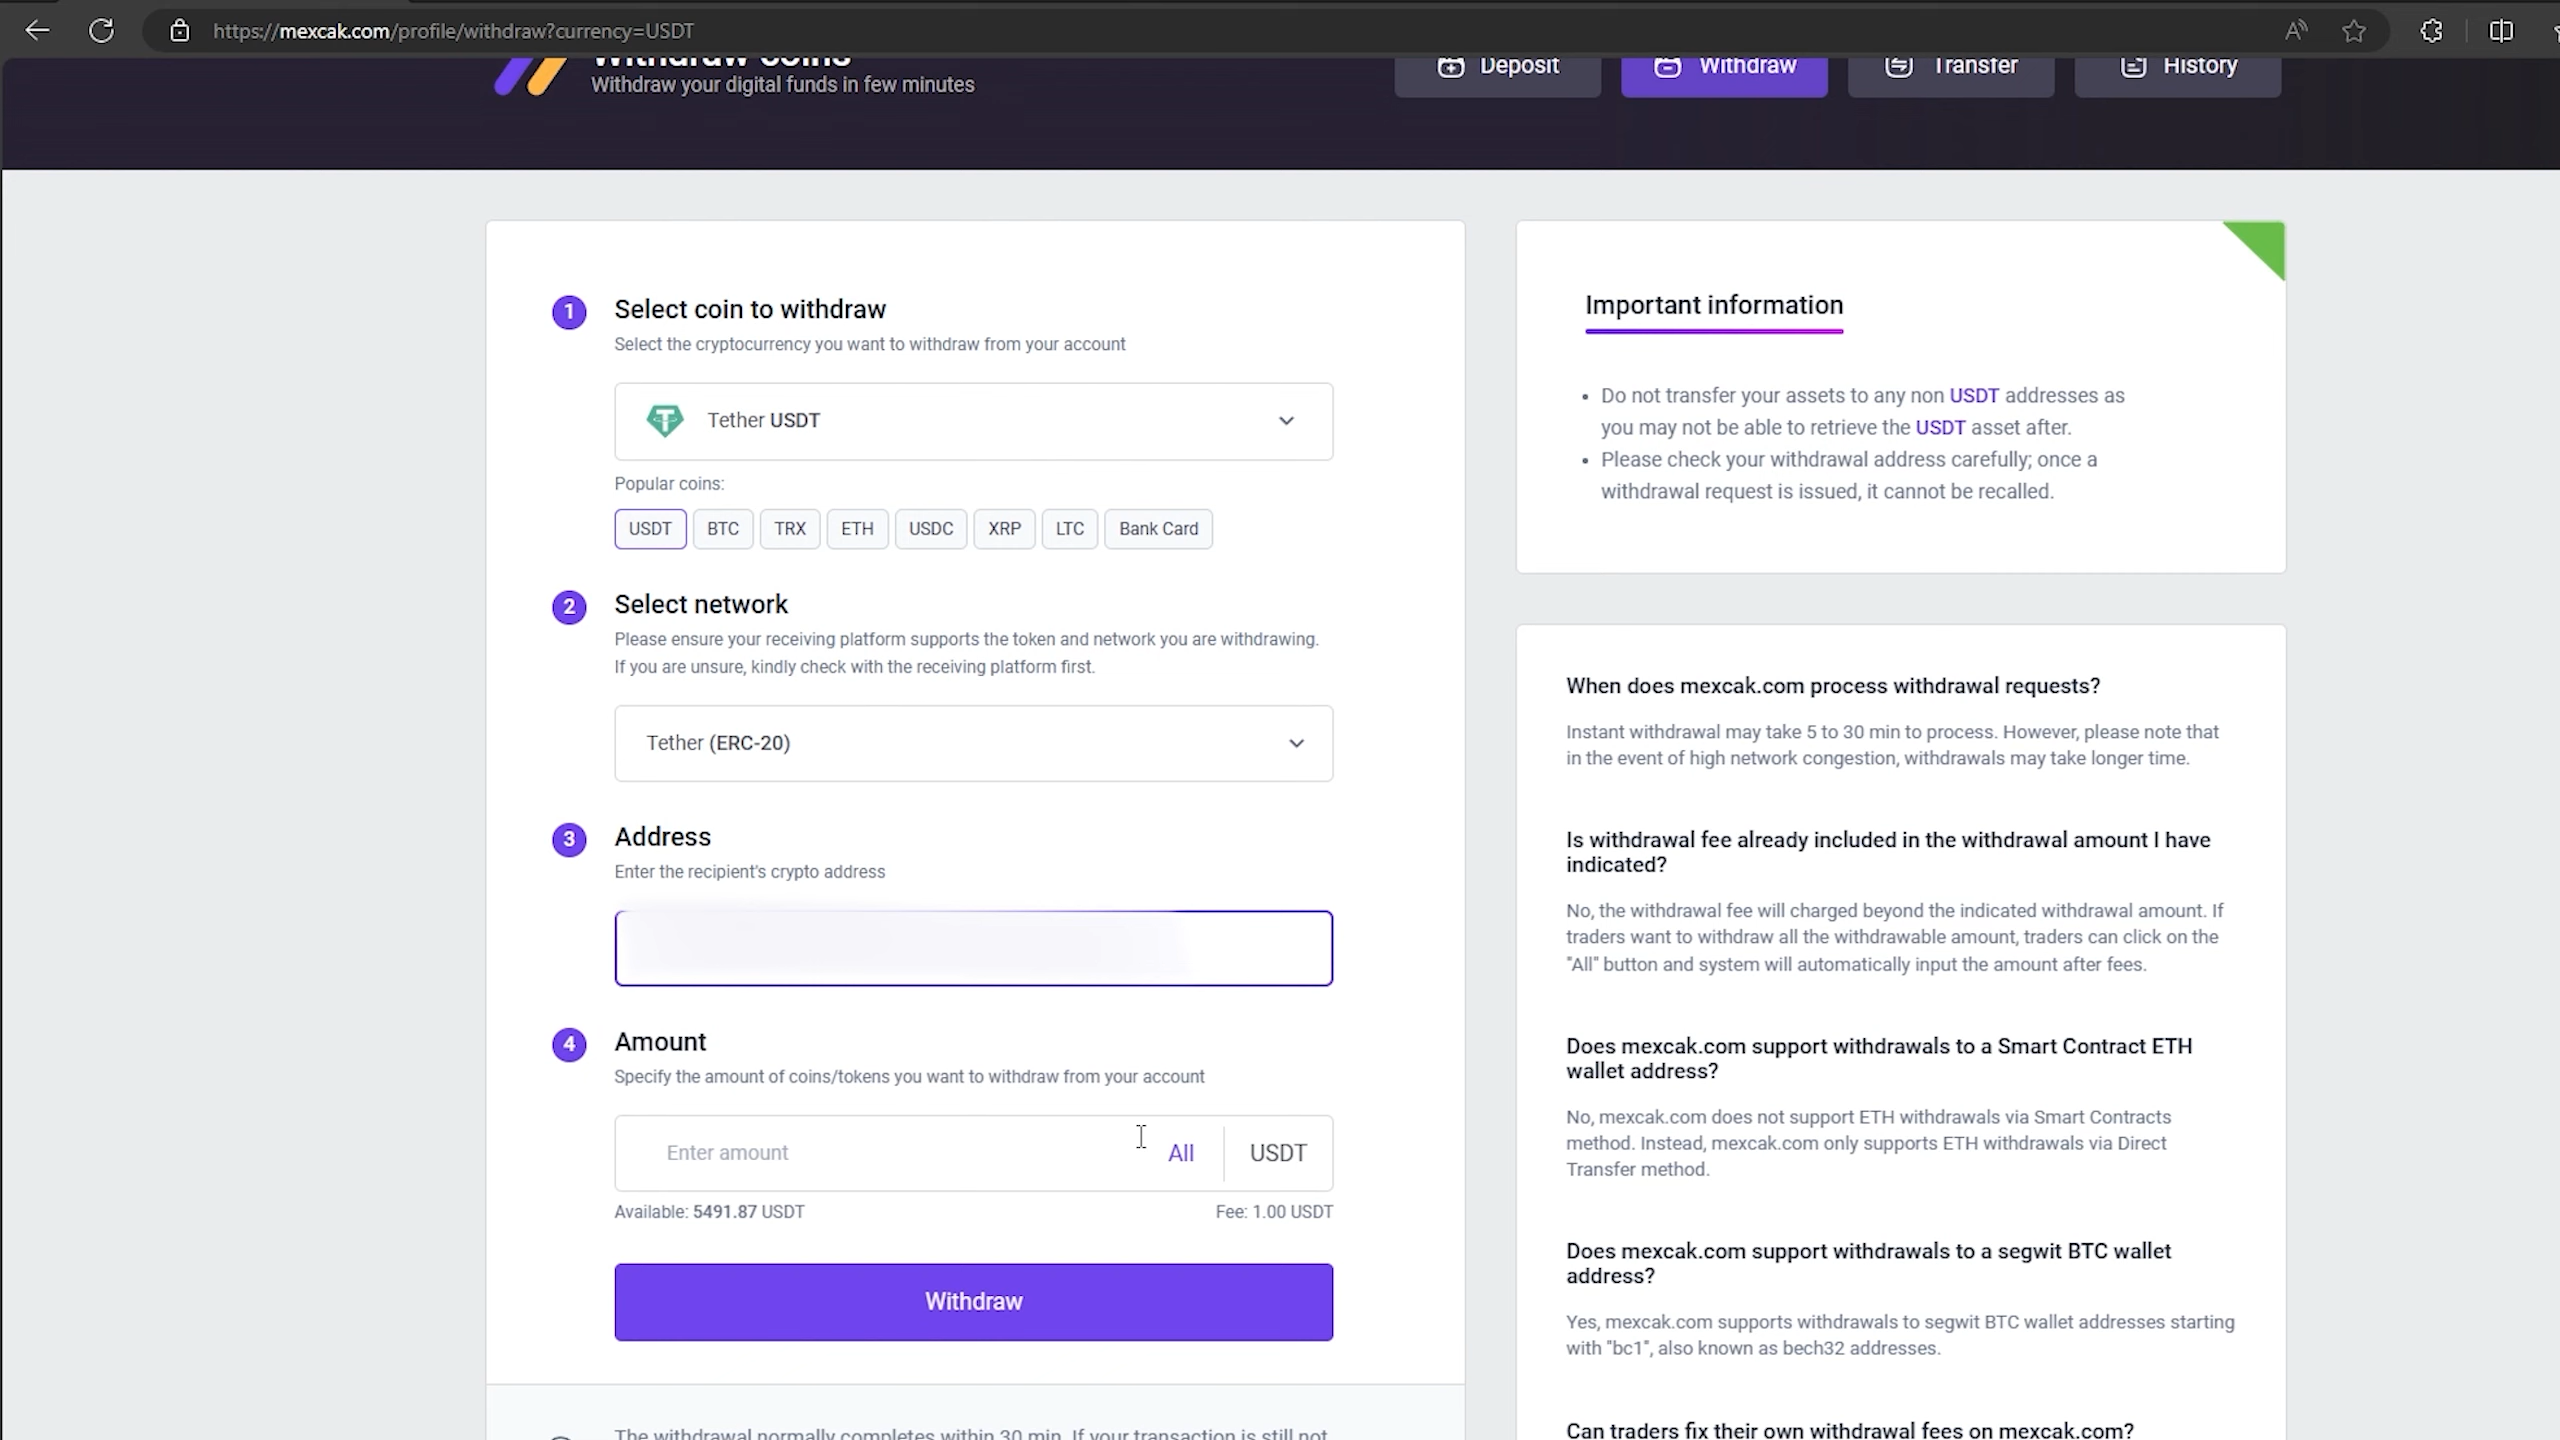 https://mexcak.com/profile/withdraw?currency=USDT
Withdraw coins
Withdraw your digital funds in few minutes
Deposit
Withdraw
Transfer
History
1
Select coin to withdraw
Select the cryptocurrency you want to withdraw from your account
Tether USDT
Popular coins:
USDT BTC TRX ETH USDC XRP LTC Bank Card
2
Select network
Please ensure your receiving platform supports the token and network you are withdrawing.
If you are unsure, kindly check with the receiving platform first.
Tether (ERC-20)
3
Address
Enter the recipient's crypto address
4
Amount
Specify the amount of coins/tokens you want to withdraw from your account
Enter amount
All
USDT
Available: 5491.87 USDT
Fee: 1.00 USDT
Withdraw
The withdrawal normally completes within 30 min. If your transaction is still not
Important information
• Do not transfer your assets to any non USDT addresses as
you may not be able to retrieve the USDT asset after.
• Please check your withdrawal address carefully; once a
withdrawal request is issued, it cannot be recalled.
When does mexcak.com process withdrawal requests?
Instant withdrawal may take 5 to 30 min to process. However, please note that
in the event of high network congestion, withdrawals may take longer time.
Is withdrawal fee already included in the withdrawal amount I have
indicated?
No, the withdrawal fee will charged beyond the indicated withdrawal amount. If
traders want to withdraw all the withdrawable amount, traders can click on the
"All" button and system will automatically input the amount after fees.
Does mexcak.com support withdrawals to a Smart Contract ETH
wallet address?
No, mexcak.com does not support ETH withdrawals via Smart Contracts
method. Instead, mexcak.com only supports ETH withdrawals via Direct
Transfer method.
Does mexcak.com support withdrawals to a segwit BTC wallet
address?
Yes, mexcak.com supports withdrawals to segwit BTC wallet addresses starting
with "bc1", also known as bech32 addresses.
Can traders fix their own withdrawal fees on mexcak.com?